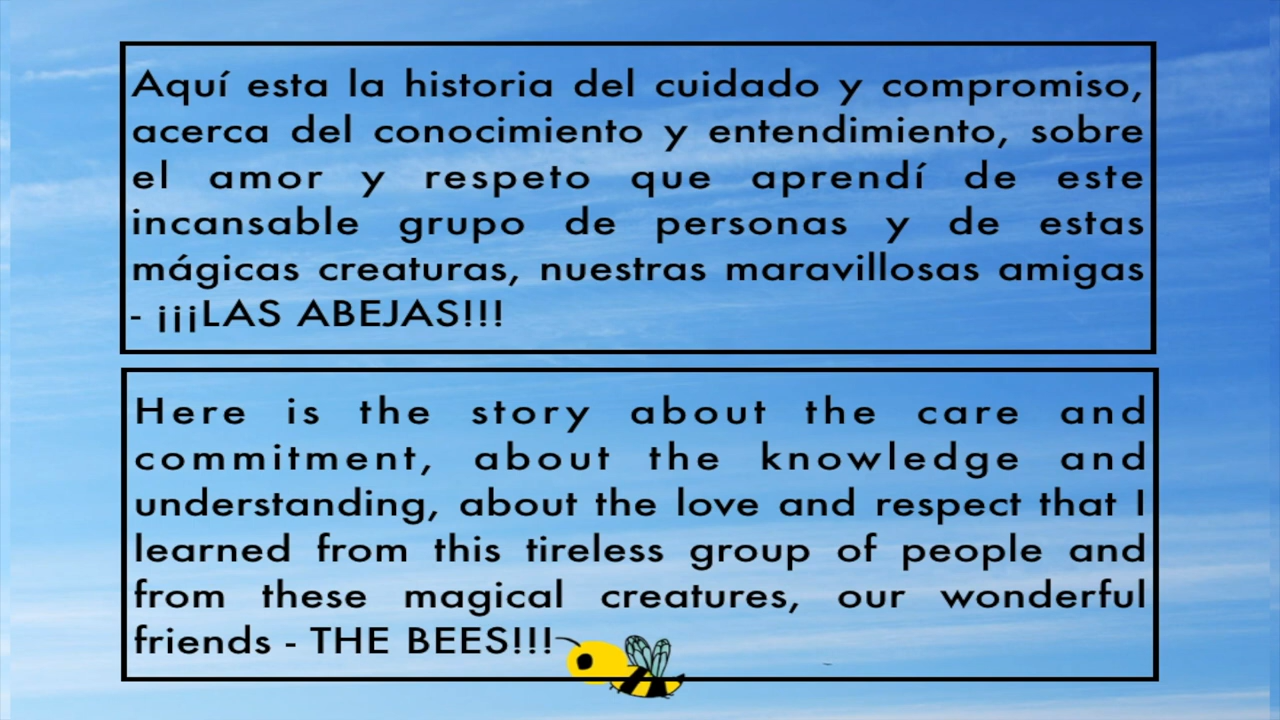 Aquí esta la historia del cuidado y compromiso,
acerca del conocimiento y entendimiento, sobre
el amor y respeto que aprendí de este
incansable grupo de personas y de estas
mágicas creaturas, nuestras maravillosas amigas
- ¡¡¡LAS ABEJAS!!!
Here is the story about the care and
commitment, about the knowledge and
understanding, about the love and respect that I
learned from this tireless group of people and
from these magical creatures, our wonderful
friends - THE BEES!!!